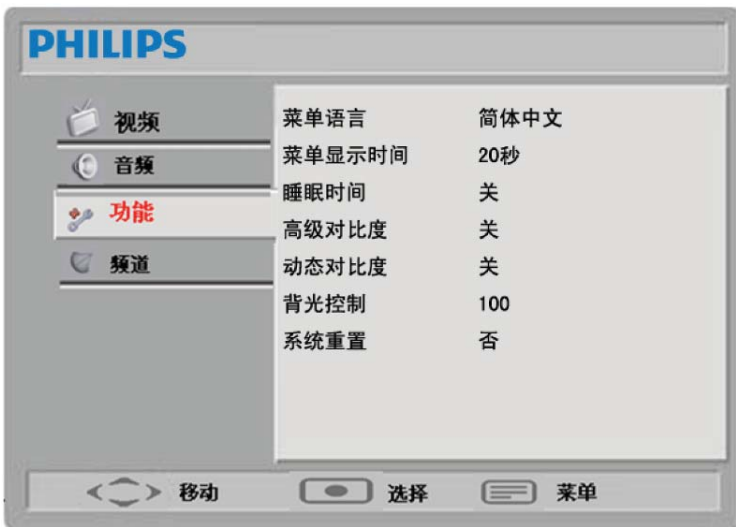 PHILIPS
视频
音频
功能
频道
菜单语言 简体中文
菜单显示时间 20秒
睡眠时间 关
高级对比度 关
动态对比度 关
背光控制 100
系统重置 否
移动 选择 菜单